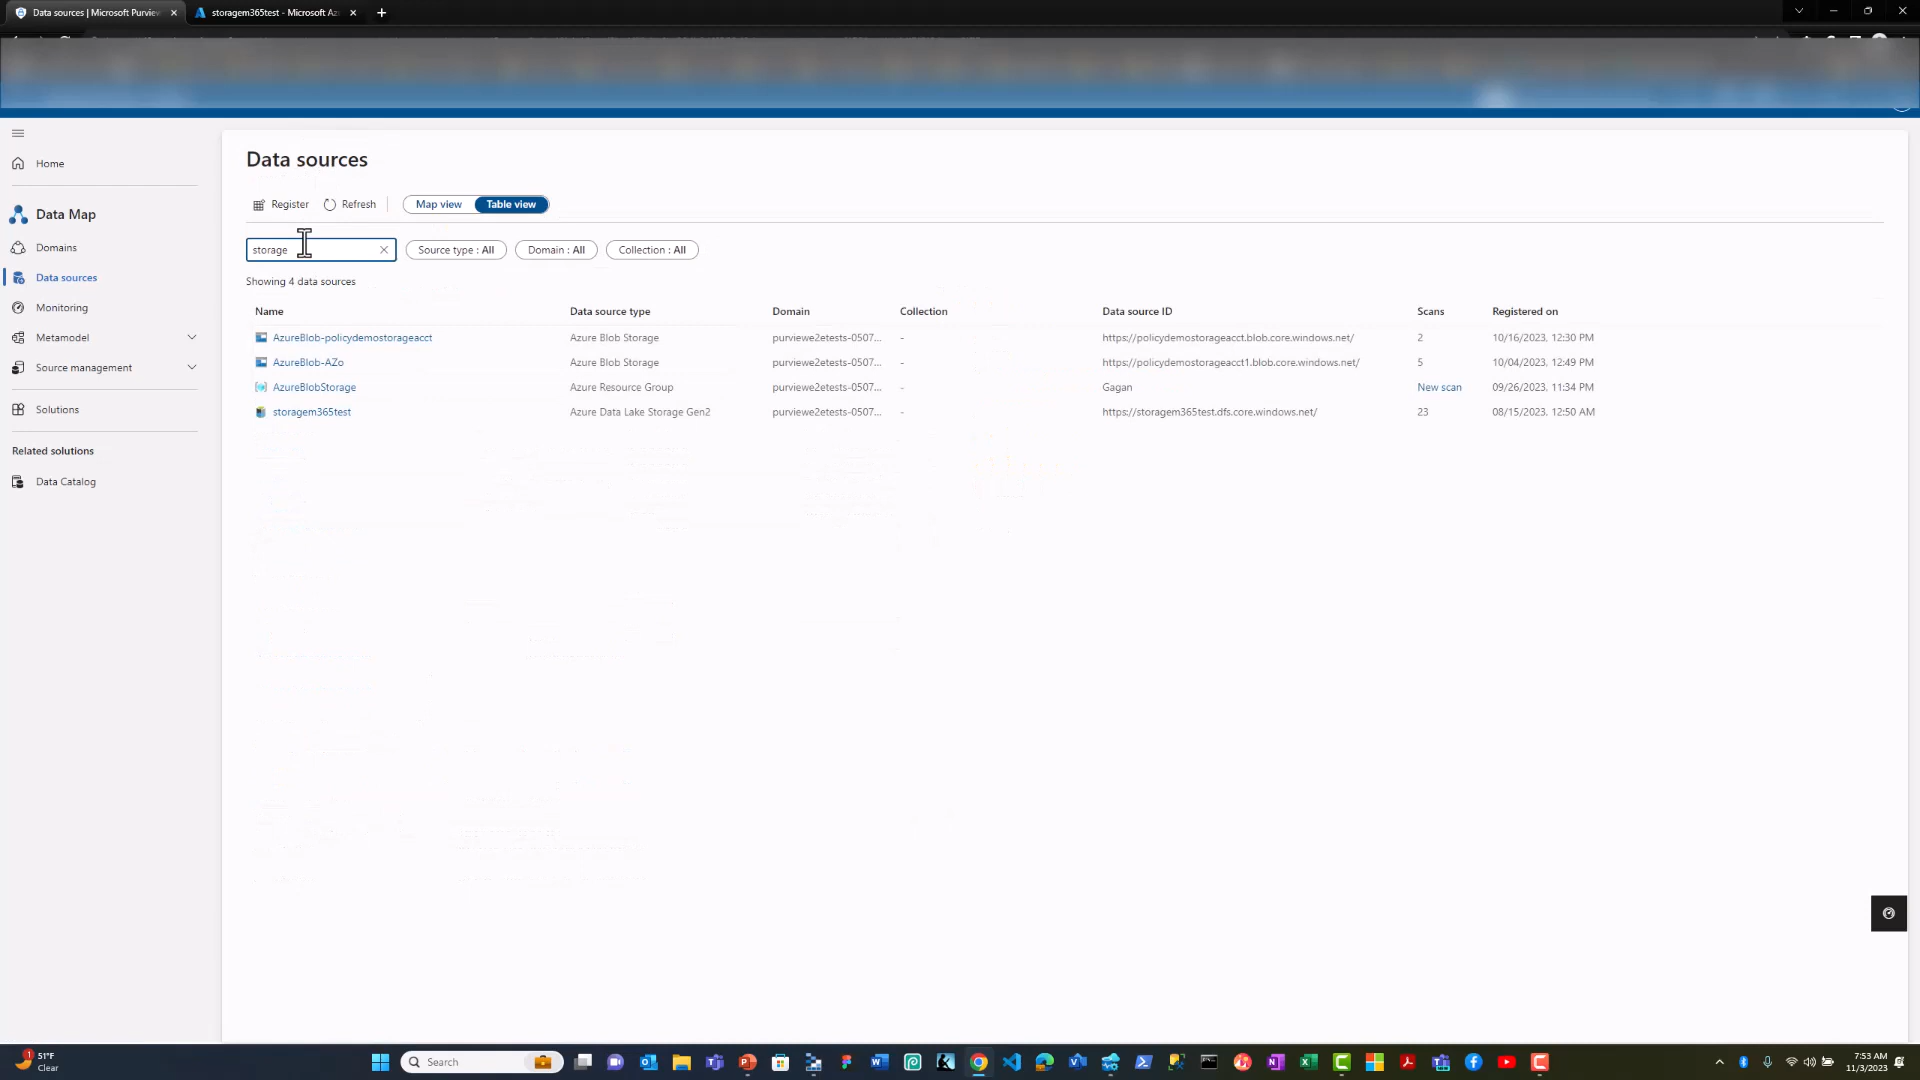 Data sources | Microsoft Purvie
storagem365test - Microsoft Az
Home
Data Map
Domains
Data sources
Monitoring
Metamodel
Source management
Solutions
Related solutions
Data Catalog
Data sources
Register Refresh Map view Table view
storage Source type : All Domain : All Collection : All
Showing 4 data sources
Name Data source type Domain Collection Data source ID Scans Registered on
AzureBlob-policydemostorageacct Azure Blob Storage purviewe2etests-0507... - https://policydemostorageacct.blob.core.windows.net/ 2 10/16/2023, 12:30 PM
AzureBlob-AZo Azure Blob Storage purviewe2etests-0507... - https://policydemostorageacct1.blob.core.windows.net/ 5 10/04/2023, 12:49 PM
AzureBlobStorage Azure Resource Group purviewe2etests-0507... - Gagan New scan 09/26/2023, 11:34 PM
storagem365test Azure Data Lake Storage Gen2 purviewe2etests-0507... - https://storagem365test.dfs.core.windows.net/ 23 08/15/2023, 12:50 AM
1
51°F
Clear
Search
7:53 AM
11/3/2023